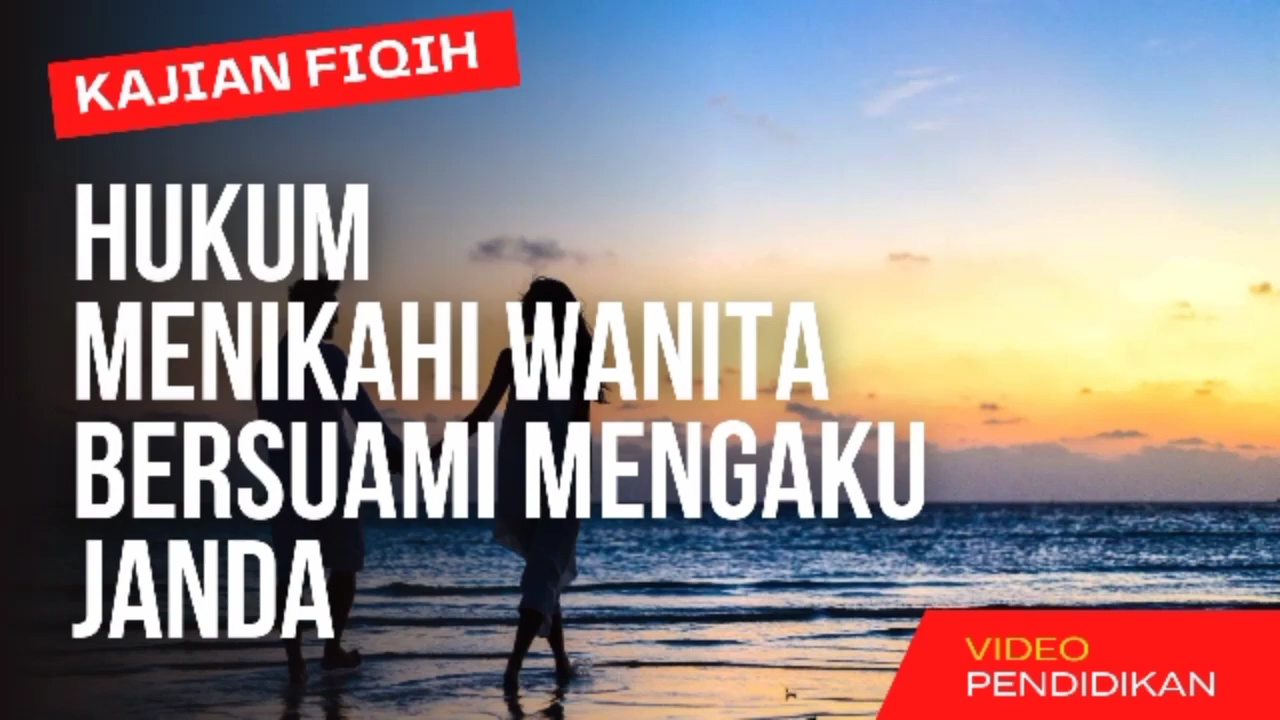 KAJIAN FIQIH
HUKUM
MENIKAHI WANITA
BERSUAMI MENGAKU
JANDA
VIDEO
PENDIDIKAN